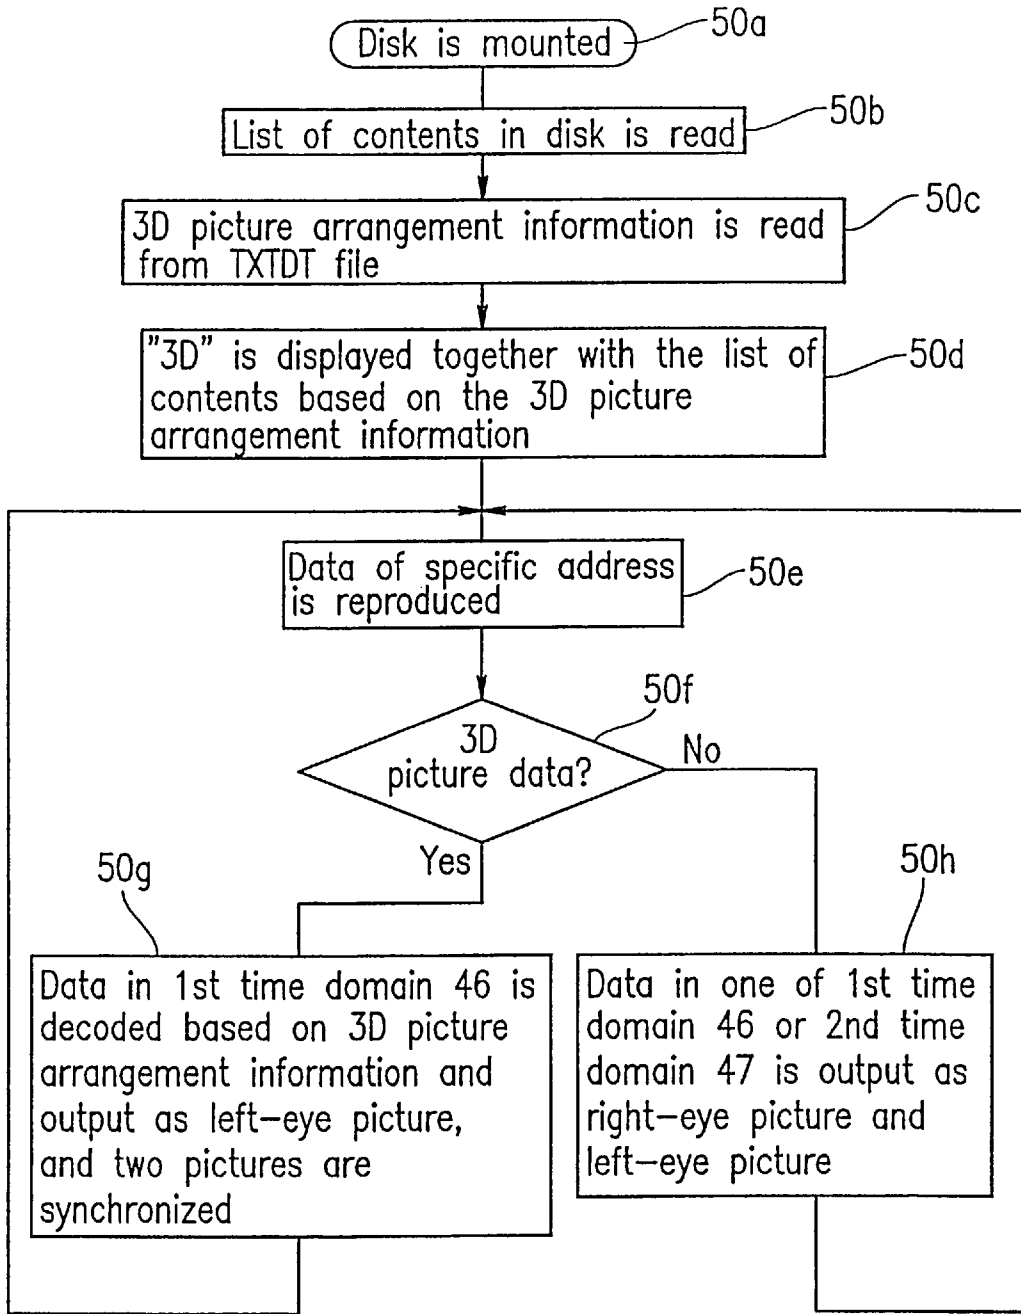 Disk is mounted
50a
List of contents in disk is read
50b
3D picture arrangement information is read
from TXTDT file
50c
"3D" is displayed together with the list of
contents based on the 3D picture
arrangement information
50d
Data of specific address
is reproduced
50e
3D
picture data?
50f
No
Yes
50g
Data in 1st time domain 46 is
decoded based on 3D picture
arrangement information and
output as left-eye picture,
and two pictures are
synchronized
50h
Data in one of 1st time
domain 46 or 2nd time
domain 47 is output as
right-eye picture and
left-eye picture